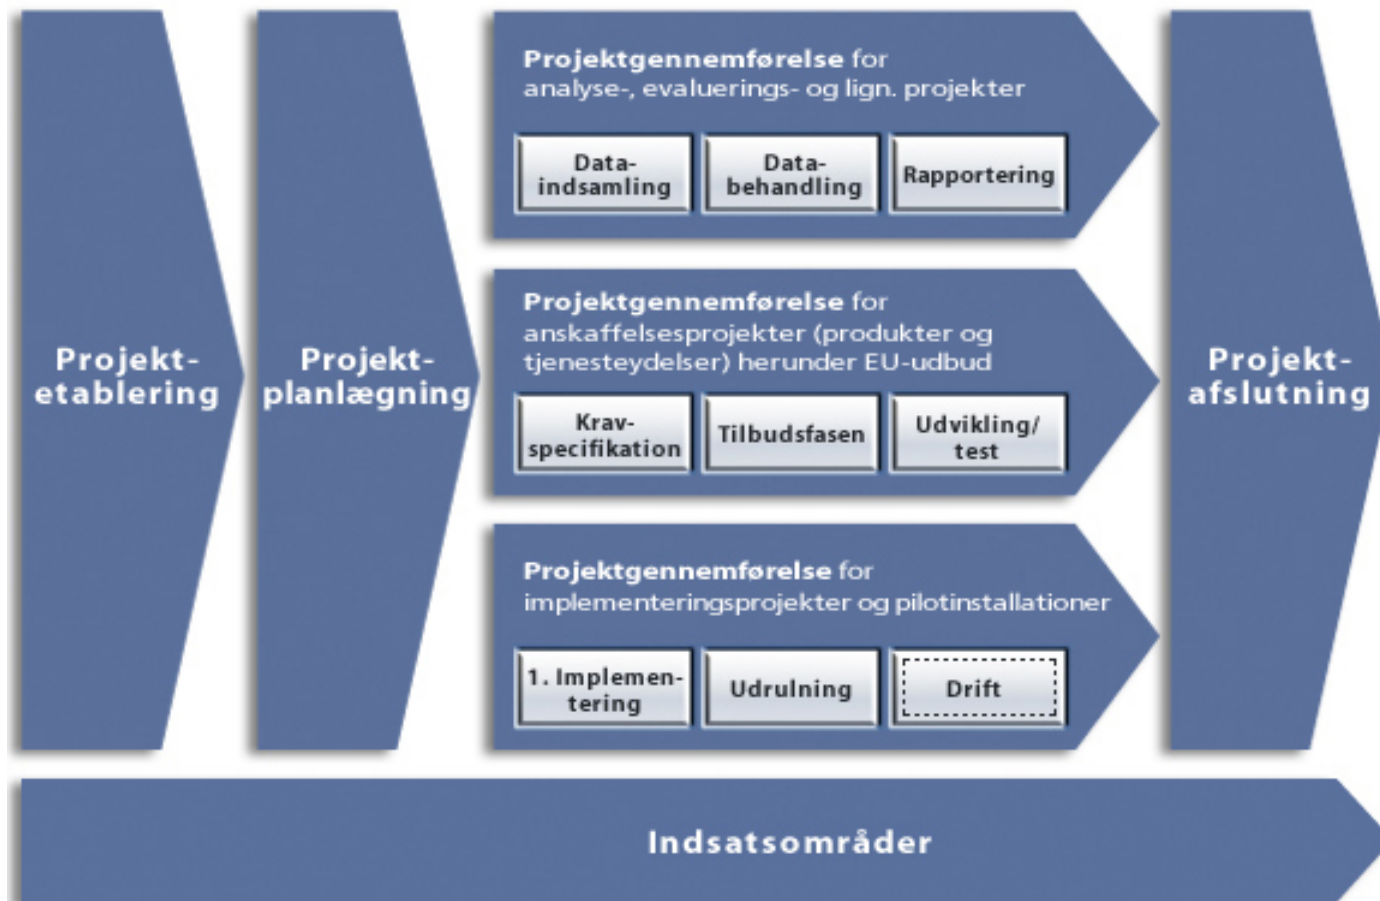 Projekt-
etablering
Projekt-
planlægning
Projektgennemførelse for
analyse-, evaluerings- og lign. projekter
Data-
indsamling
Data-
behandling
Rapportering
Projektgennemførelse for
anskaffelsesprojekter (produkter og
tjenesteydelser) herunder EU-udbud
Krav-
specifikation
Tilbudsfasen
Udvikling/
test
Projektgennemførelse for
implementeringsprojekter og pilotinstallationer
1. Implemen-
tering
Udrulning
Drift
Projekt-
afslutning
Indsatsområder